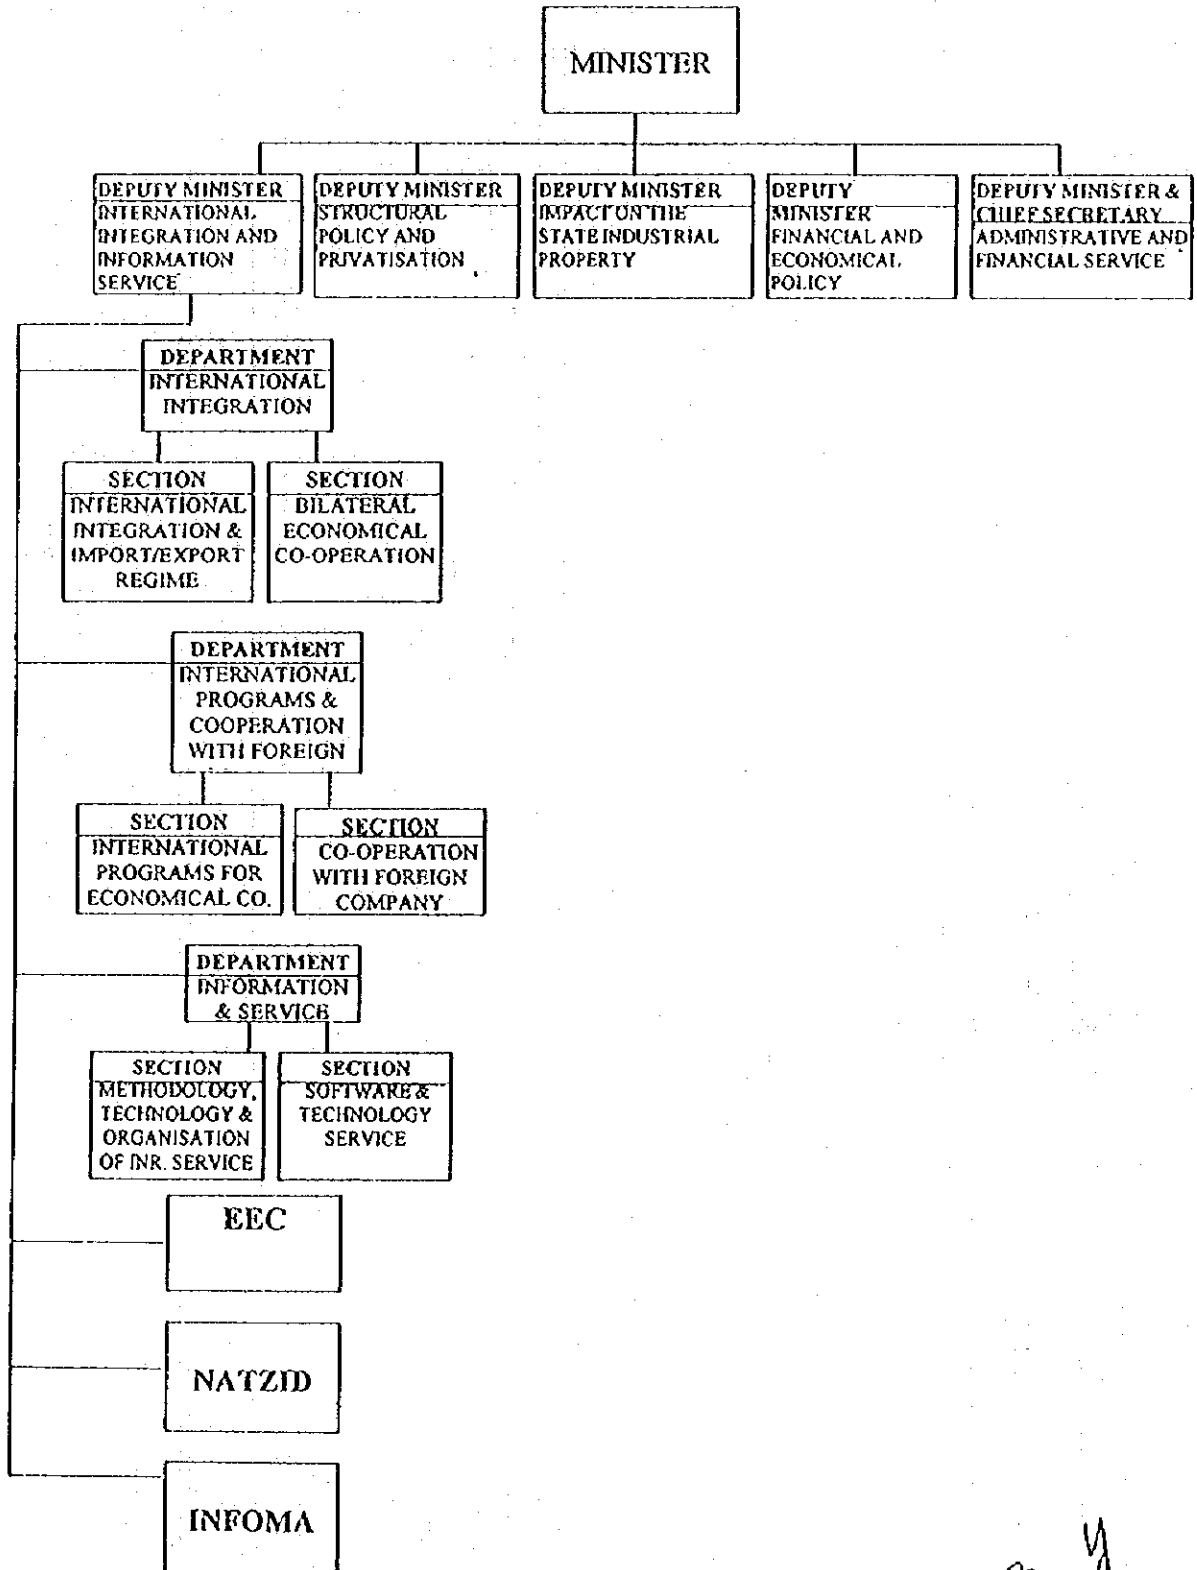 MINISTER
DEPUTY MINISTER
INTERNATIONAL
INTEGRATION AND
INFORMATION
SERVICE
DEPUTY MINISTER
STRUCTURAL
POLICY AND
PRIVATISATION
DEPUTY MINISTER
IMPACT ON THE
STATE INDUSTRIAL
PROPERTY
DEPUTY
MINISTER
FINANCIAL AND
ECONOMICAL
POLICY
DEPUTY MINISTER &
CHIEF SECRETARY
ADMINISTRATIVE AND
FINANCIAL SERVICE
DEPARTMENT
INTERNATIONAL
INTEGRATION
SECTION
INTERNATIONAL
INTEGRATION &
IMPORT/EXPORT
REGIME
SECTION
BILATERAL
ECONOMICAL
CO-OPERATION
DEPARTMENT
INTERNATIONAL
PROGRAMS &
COOPERATION
WITH FOREIGN
SECTION
INTERNATIONAL
PROGRAMS FOR
ECONOMICAL CO.
SECTION
CO-OPERATION
WITH FOREIGN
COMPANY
DEPARTMENT
INFORMATION
& SERVICE
SECTION
METHODOLOGY,
TECHNOLOGY &
ORGANISATION
OF INR. SERVICE
SECTION
SOFTWARE &
TECHNOLOGY
SERVICE
EEC
NATZID
INFOMA